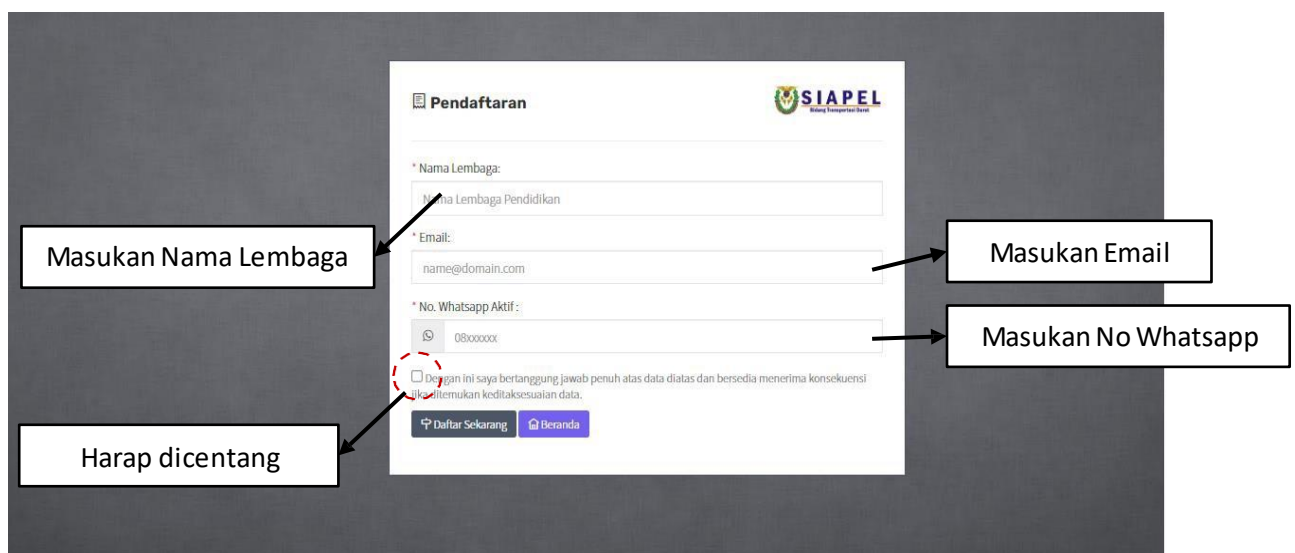 Pendaftaran
SIAPEL
Bidang Transportasi Darat
* Nama Lembaga:
Nama Lembaga Pendidikan
Masukan Nama Lembaga
* Email:
name@domain.com
Masukan Email
* No. Whatsapp Aktif :
08xxxxxx
Masukan No Whatsapp
Dengan ini saya bertanggung jawab penuh atas data diatas dan bersedia menerima konsekuensi
jika ditemukan keditaksesuaian data.
Daftar Sekarang
Beranda
Harap dicentang